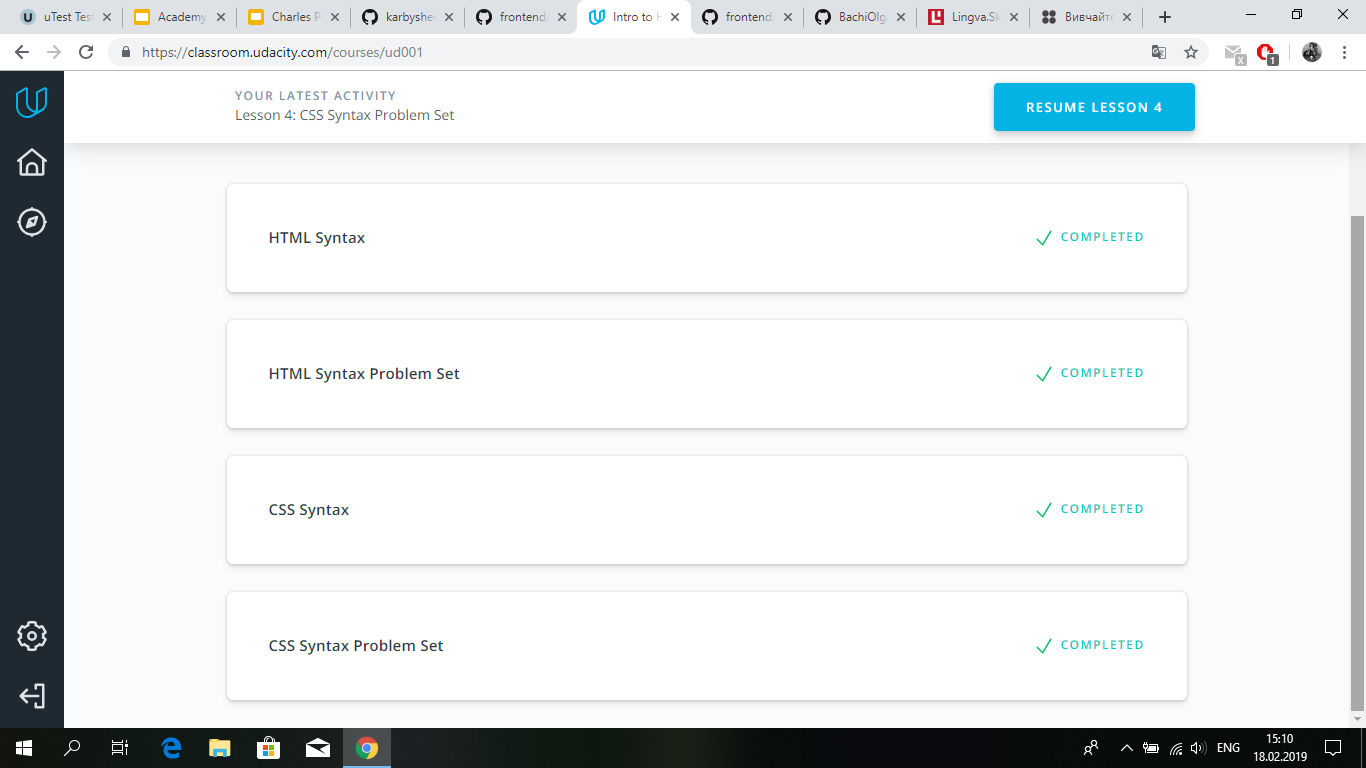 uTest Test
Academy
Charles P
karbyshev
frontend
Intro to H
frontend
BachiOlg
Lingva.Sk
Вивчайте
https://classroom.udacity.com/courses/ud001
x
1
YOUR LATEST ACTIVITY
Lesson 4: CSS Syntax Problem Set
RESUME LESSON 4
HTML Syntax
COMPLETED
HTML Syntax Problem Set
COMPLETED
CSS Syntax
COMPLETED
CSS Syntax Problem Set
COMPLETED
ENG
15:10
18.02.2019